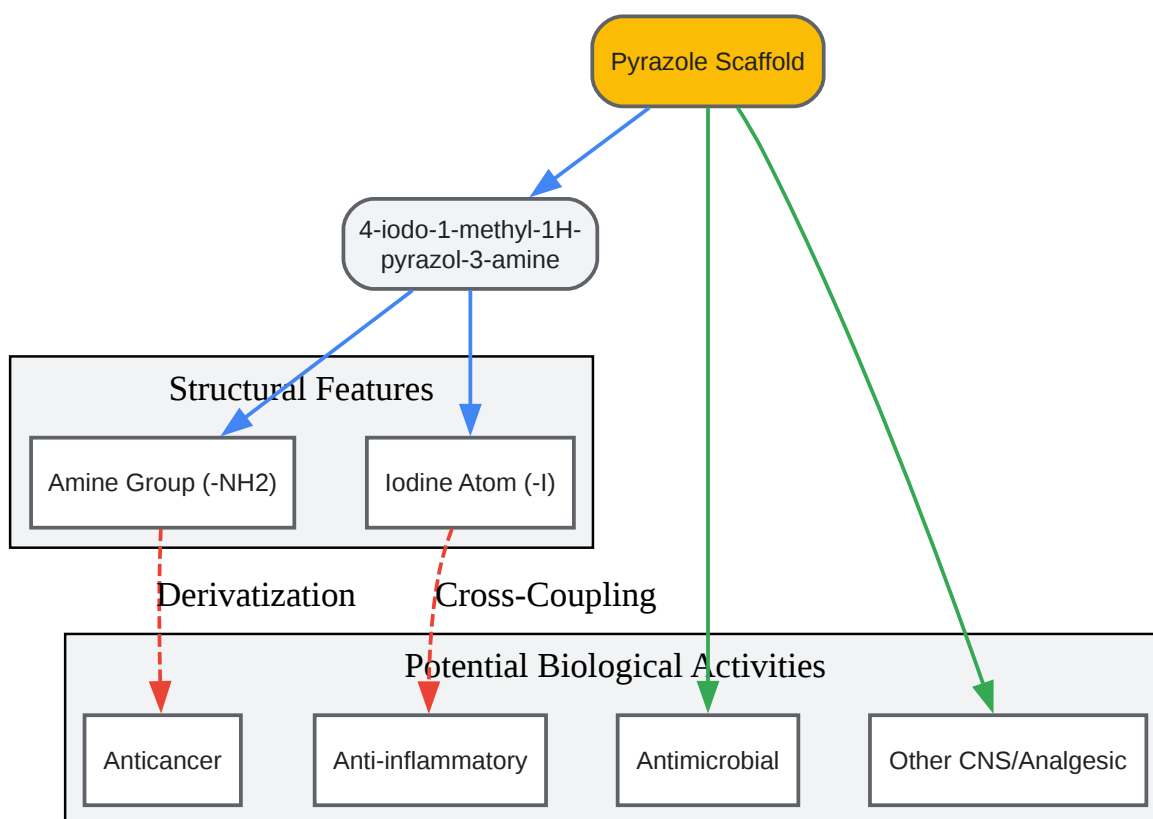 Pyrazole Scaffold
4-iodo-1-methyl-1H-
pyrazol-3-amine
Structural Features
Amine Group (-NH2)
Iodine Atom (-I)
Derivatization
Cross-Coupling
Potential Biological Activities
Anticancer
Anti-inflammatory
Antimicrobial
Other CNS/Analgesic